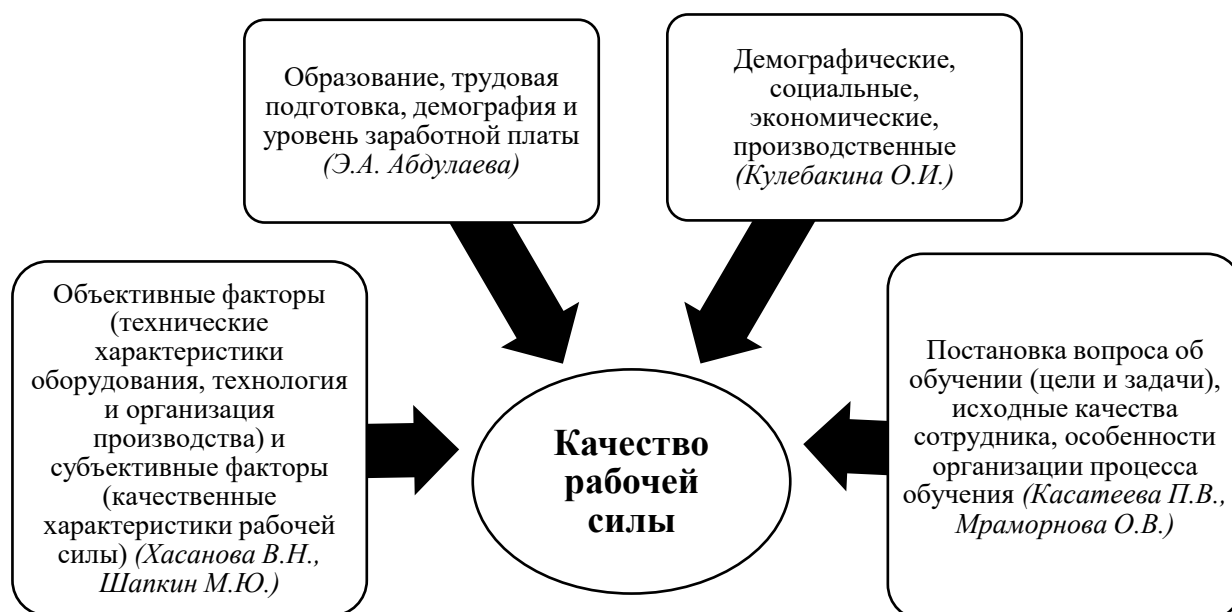 Образование, трудовая
подготовка, демография и
уровень заработной платы
(Э.А. Абдулаева)
Демографические,
социальные,
экономические,
производственные
(Кулебакина О.И.)
Объективные факторы
(технические
характеристики
оборудования, технология
и организация
производства) и
субъективные факторы
(качественные
характеристики рабочей
силы) (Хасанова В.Н.,
Шапкин М.Ю.)
Качество
рабочей
силы
Постановка вопроса об
обучении (цели и задачи),
исходные качества
сотрудника, особенности
организации процесса
обучения (Касатеева П.В.,
Мраморнова О.В.)